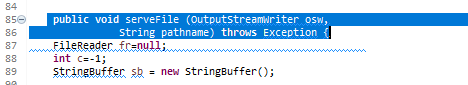 84
85 public void serveFile (OutputStreamWriter osw,
86 String pathname) throws Exception {
87 FileReader fr=null;
88 int c=-1;
89 StringBuffer sb = new StringBuffer();